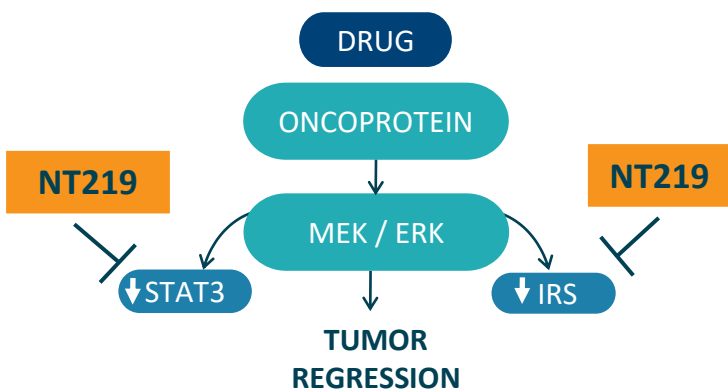 DRUG
ONCOPROTEIN
NT219
NT219
MEK / ERK
STAT3
IRS
TUMOR
REGRESSION